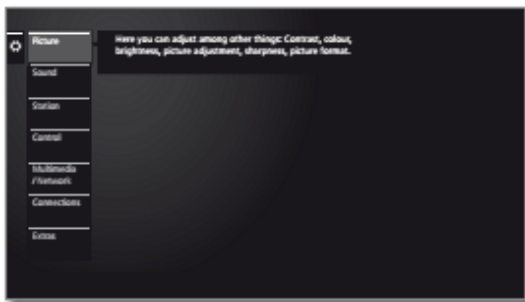 Picture
Here you can adjust among other things: Contrast, colour,
brightness, picture adjustment, sharpness, picture format.
Sound
Station
Control
Multimedia
/ Network
Connections
Extras